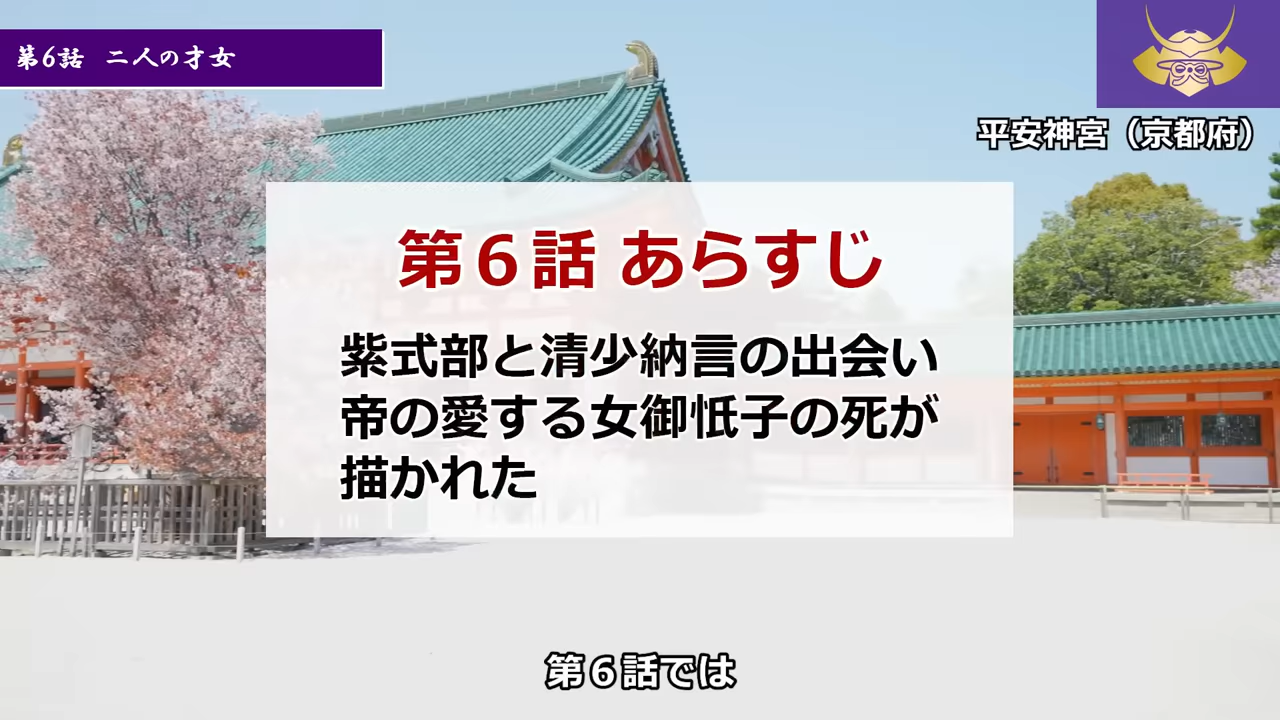 第6話 二人の才女
平安神宮（京都府）
第６話 あらすじ
紫式部と清少納言の出会い
帝の愛する女御忯子の死が
描かれた
第６話では